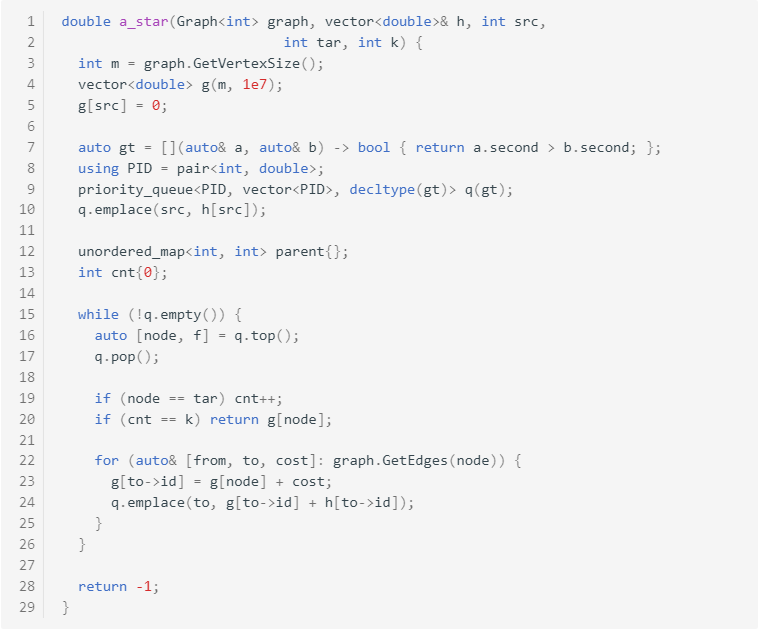 1 double a_star(Graph<int> graph, vector<double>& h, int src,
2                            int tar, int k) {
3   int m = graph.GetVertexSize();
4   vector<double> g(m, 1e7);
5   g[src] = 0;
6
7   auto gt = [](auto& a, auto& b) -> bool { return a.second > b.second; };
8   using PID = pair<int, double>;
9   priority_queue<PID, vector<PID>, decltype(gt)> q(gt);
10   q.emplace(src, h[src]);
11
12   unordered_map<int, int> parent{};
13   int cnt{0};
14
15   while (!q.empty()) {
16     auto [node, f] = q.top();
17     q.pop();
18
19     if (node == tar) cnt++;
20     if (cnt == k) return g[node];
21
22     for (auto& [from, to, cost]: graph.GetEdges(node)) {
23       g[to->id] = g[node] + cost;
24       q.emplace(to, g[to->id] + h[to->id]);
25     }
26   }
27
28   return -1;
29 }